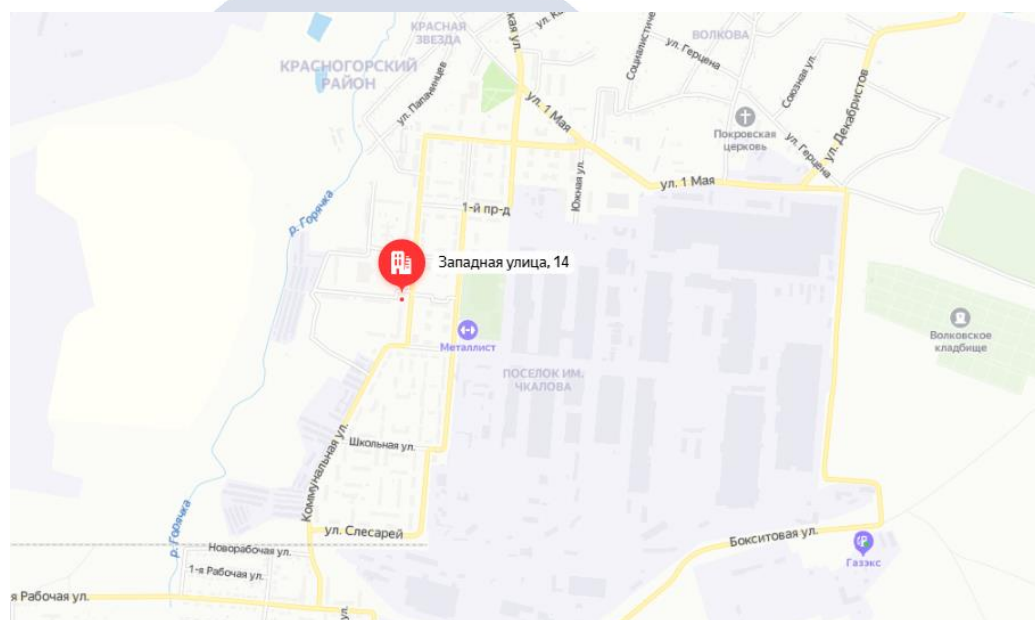 КРАСНАЯ
ЗВЕЗДА
ВОЛКОВА
ул. Герцена
КРАСНОГОРСКИЙ
РАЙОН
ул. Папанинцев
ул. 1 Мая
Союзная ул.
ул. Декабристов
Покровская
церковь
ул. Герцена
ул. 1 Мая
Южная ул.
1-й пр-д
р. Горячка
Западная улица, 14
Металлист
Волковское
кладбище
ПОСЕЛОК ИМ.
ЧКАЛОВА
Школьная ул.
Коммунальная ул.
р. Горячка
ул. Слесарей
Бокситовая ул.
Новорабочая ул.
Газэкс
1-я Рабочая ул.
я Рабочая ул.